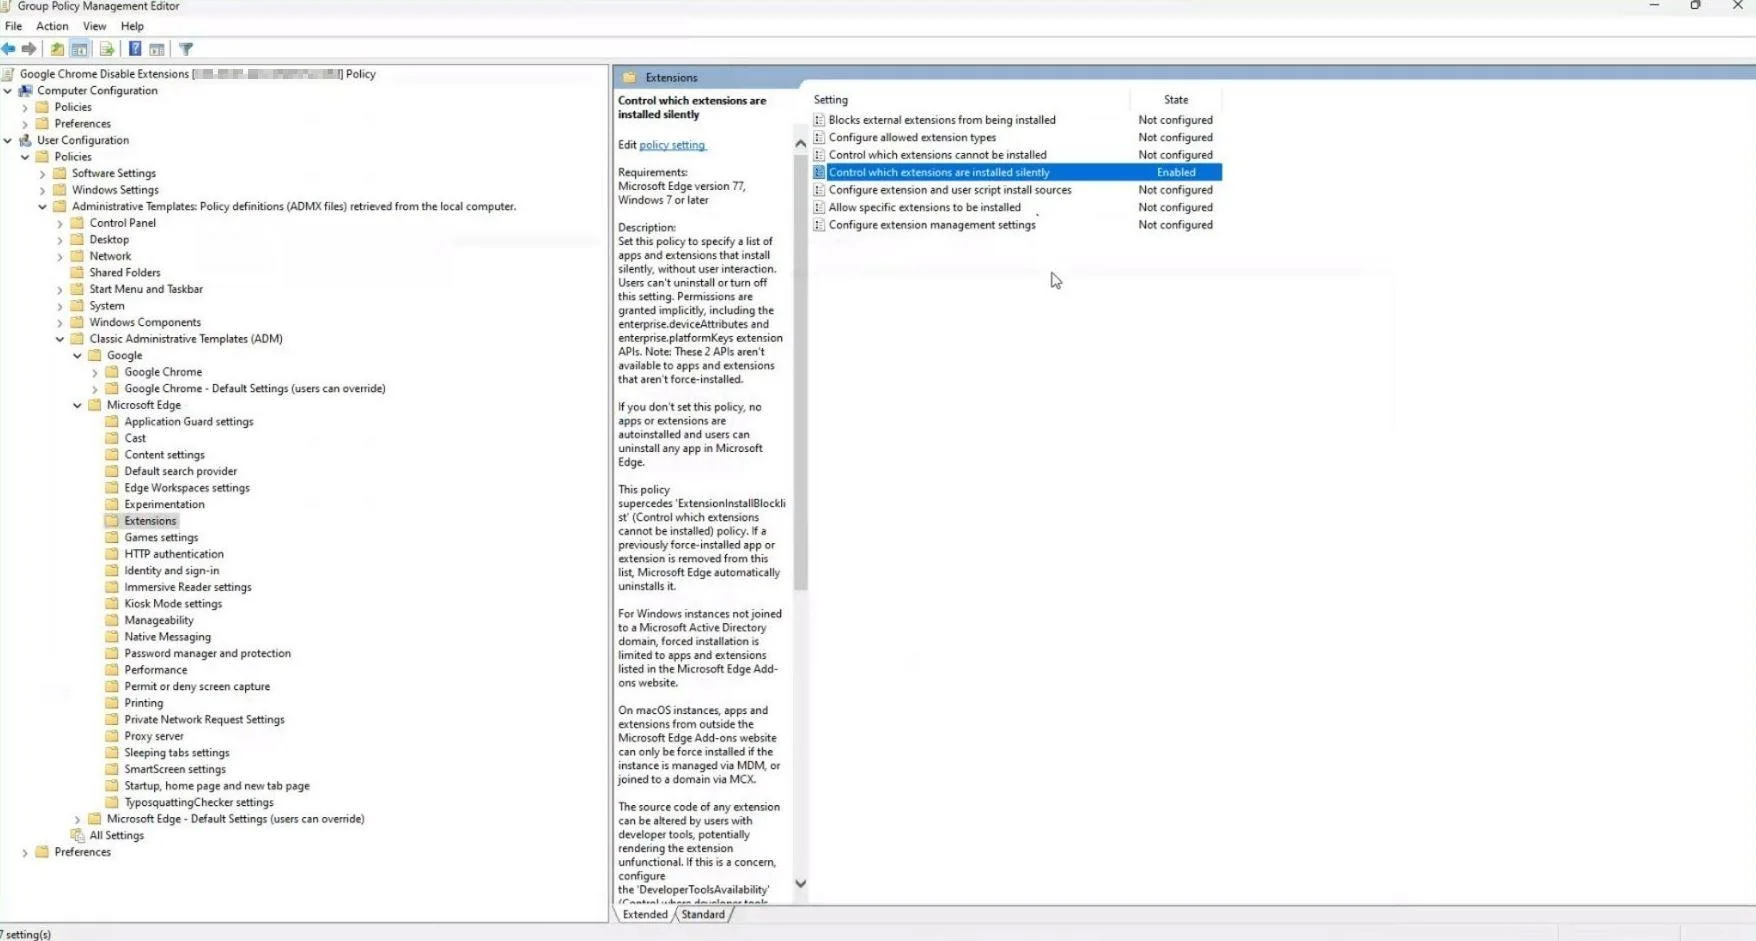 Group Policy Management Editor
File Action View Help
Google Chrome Disable Extensions [ ] Policy
Computer Configuration
Policies
Preferences
User Configuration
Policies
Software Settings
Windows Settings
Administrative Templates: Policy definitions (ADMX files) retrieved from the local computer.
Control Panel
Desktop
Network
Shared Folders
Start Menu and Taskbar
System
Windows Components
Classic Administrative Templates (ADM)
Google
Google Chrome
Google Chrome - Default Settings (users can override)
Microsoft Edge
Application Guard settings
Cast
Content settings
Default search provider
Edge Workspaces settings
Experimentation
Extensions
Games settings
HTTP authentication
Identity and sign-in
Immersive Reader settings
Kiosk Mode settings
Manageability
Native Messaging
Password manager and protection
Performance
Permit or deny screen capture
Printing
Private Network Request Settings
Proxy server
Sleeping tabs settings
SmartScreen settings
Startup, home page and new tab page
TyposquattingChecker settings
Microsoft Edge - Default Settings (users can override)
All Settings
Preferences
Extensions
Control which extensions are
installed silently
Edit policy setting
Requirements:
Microsoft Edge version 77,
Windows 7 or later
Description:
Set this policy to specify a list of
apps and extensions that install
silently, without user interaction.
Users can't uninstall or turn off
this setting. Permissions are
granted implicitly, including the
enterprise.deviceAttributes and
enterprise.platformKeys extension
APIs. Note: These 2 APIs aren't
available to apps and extensions
that aren't force-installed.
If you don't set this policy, no
apps or extensions are
autoinstalled and users can
uninstall any app in Microsoft
Edge.
This policy
supercedes 'ExtensionInstallBlockli
st' (Control which extensions
cannot be installed) policy. If a
previously force-installed app or
extension is removed from this
list, Microsoft Edge automatically
uninstalls it.
For Windows instances not joined
to a Microsoft Active Directory
domain, forced installation is
limited to apps and extensions
listed in the Microsoft Edge Add-
ons website.
On macOS instances, apps and
extensions from outside the
Microsoft Edge Add-ons website
can only be force installed if the
instance is managed via MDM, or
joined to a domain via MCX.
The source code of any extension
can be altered by users with
developer tools, potentially
rendering the extension
unfunctional. If this is a concern,
configure
the 'DeveloperToolsAvailability'
(Control where developer tools
Setting State
Blocks external extensions from being installed Not configured
Configure allowed extension types Not configured
Control which extensions cannot be installed Not configured
Control which extensions are installed silently Enabled
Configure extension and user script install sources Not configured
Allow specific extensions to be installed Not configured
Configure extension management settings Not configured
Extended Standard
7 setting(s)